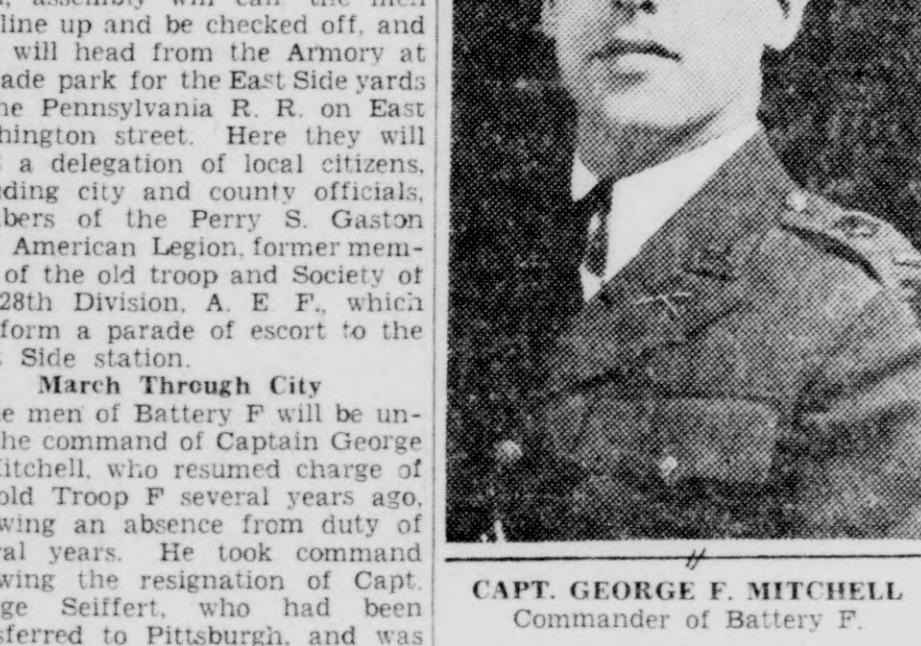 assembly will call the men
line up and be checked off, and
will head from the Armory at
ade park for the East Side yards
he Pennsylvania R. R. on East
hington street. Here they will
a delegation of local citizens,
ding city and county officials,
bers of the Perry S. Gaston
American Legion, former mem-
of the old troop and Society of
28th Division, A. E F., which
form a parade of escort to the
Side station.
March Through City
e men of Battery F will be un-
he command of Captain George
itchell, who resumed charge of
old Troop F several years ago,
wing an absence from duty of
ral years. He took command
wing the resignation of Capt.
ge Seiffert, who had been
sferred to Pittsburgh, and was
CAPT. GEORGE F. MITCHELL
Commander of Battery F.